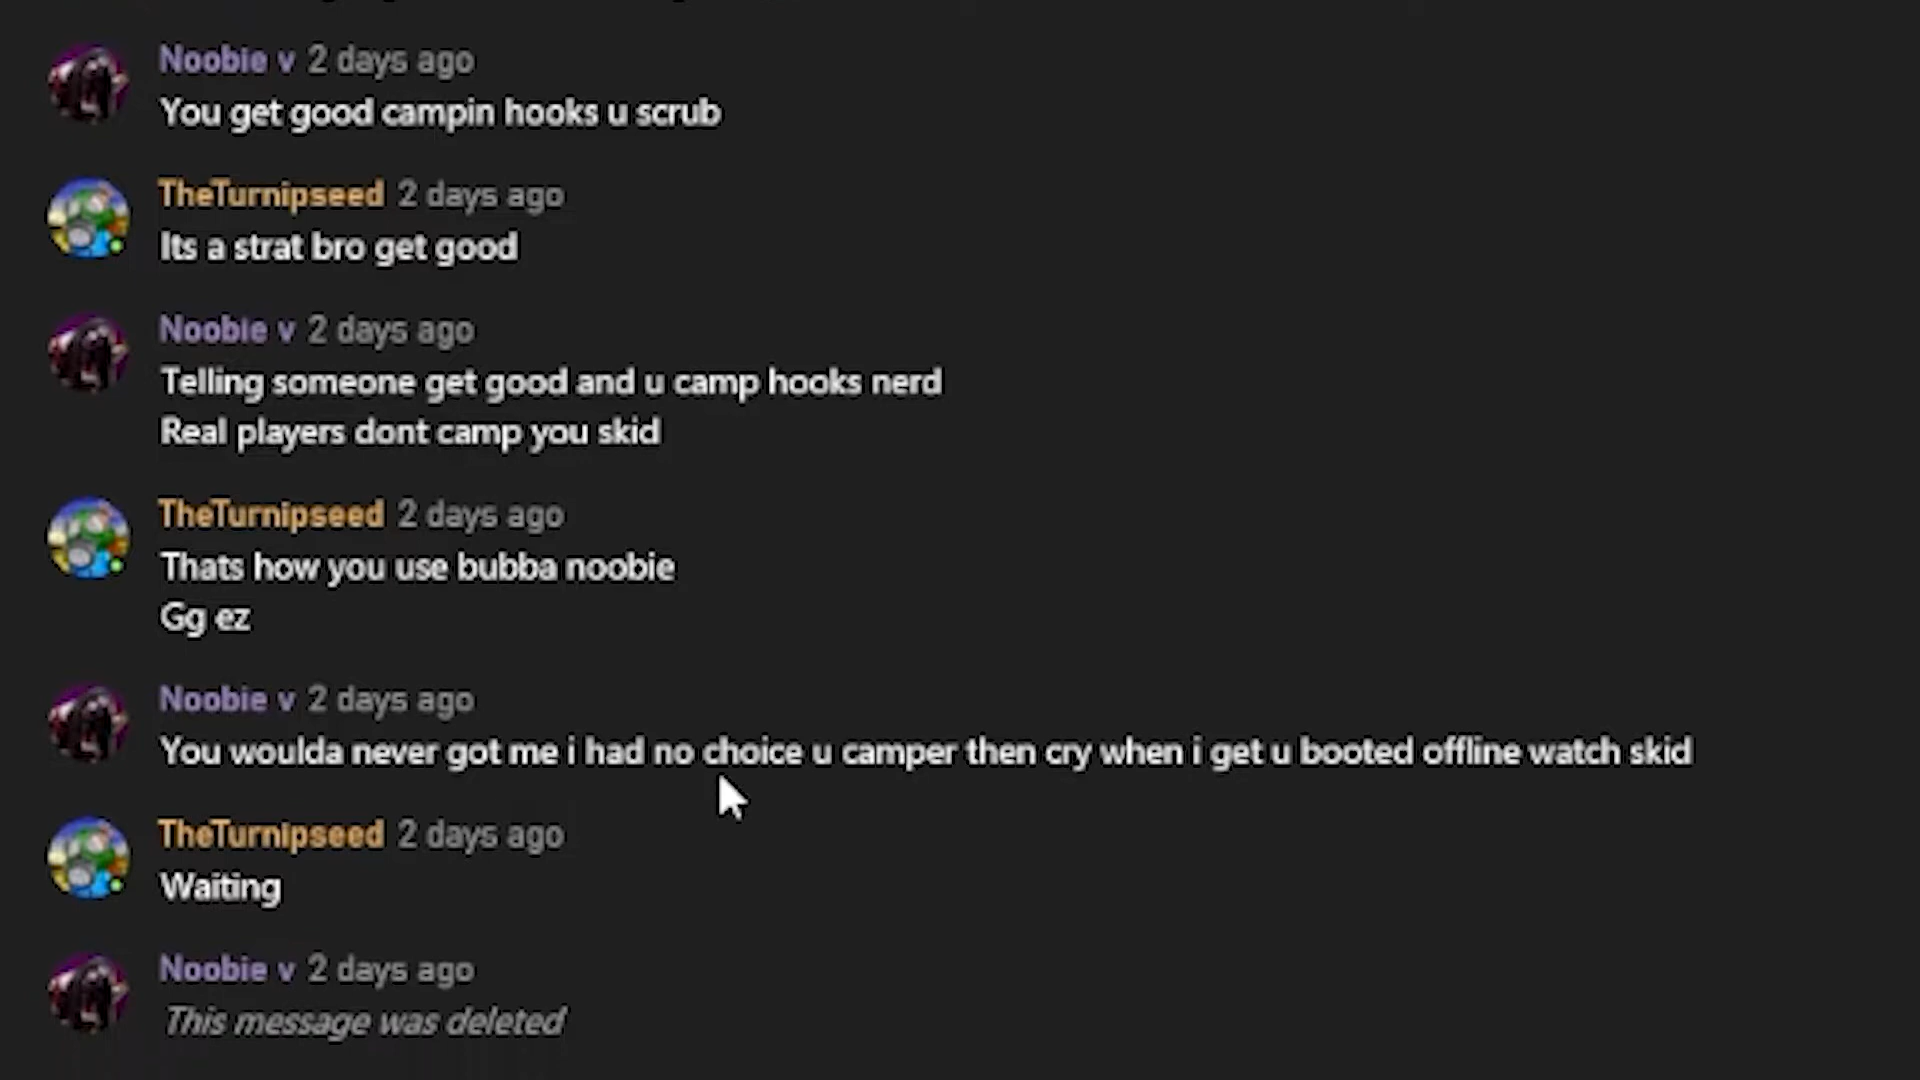 Noobie v 2 days ago
You get good campin hooks u scrub
TheTurnipseed 2 days ago
Its a strat bro get good
Noobie v 2 days ago
Telling someone get good and u camp hooks nerd
Real players dont camp you skid
TheTurnipseed 2 days ago
Thats how you use bubba noobie
Gg ez
Noobie v 2 days ago
You woulda never got me i had no choice u camper then cry when i get u booted offline watch skid
TheTurnipseed 2 days ago
Waiting
Noobie v 2 days ago
This message was deleted